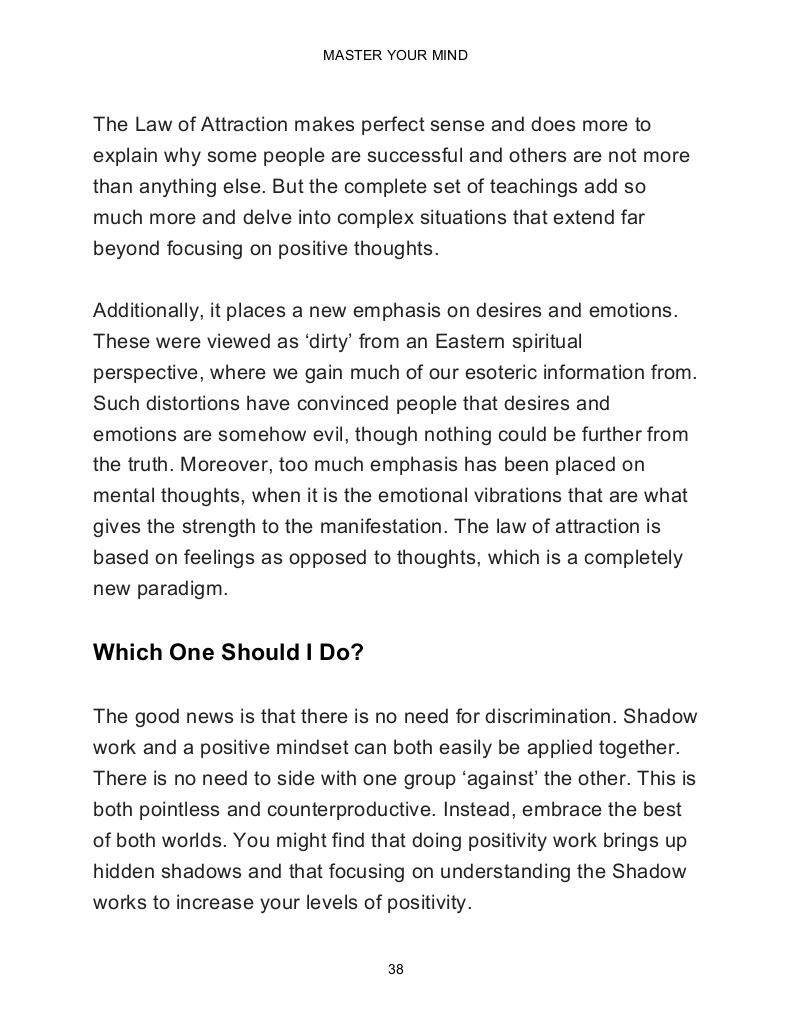 MASTER YOUR MIND
The Law of Attraction makes perfect sense and does more to
explain why some people are successful and others are not more
than anything else. But the complete set of teachings add so
much more and delve into complex situations that extend far
beyond focusing on positive thoughts.
Additionally, it places a new emphasis on desires and emotions.
These were viewed as ‘dirty’ from an Eastern spiritual
perspective, where we gain much of our esoteric information from.
Such distortions have convinced people that desires and
emotions are somehow evil, though nothing could be further from
the truth. Moreover, too much emphasis has been placed on
mental thoughts, when it is the emotional vibrations that are what
gives the strength to the manifestation. The law of attraction is
based on feelings as opposed to thoughts, which is a completely
new paradigm.
Which One Should I Do?
The good news is that there is no need for discrimination. Shadow
work and a positive mindset can both easily be applied together.
There is no need to side with one group ‘against’ the other. This is
both pointless and counterproductive. Instead, embrace the best
of both worlds. You might find that doing positivity work brings up
hidden shadows and that focusing on understanding the Shadow
works to increase your levels of positivity.
38